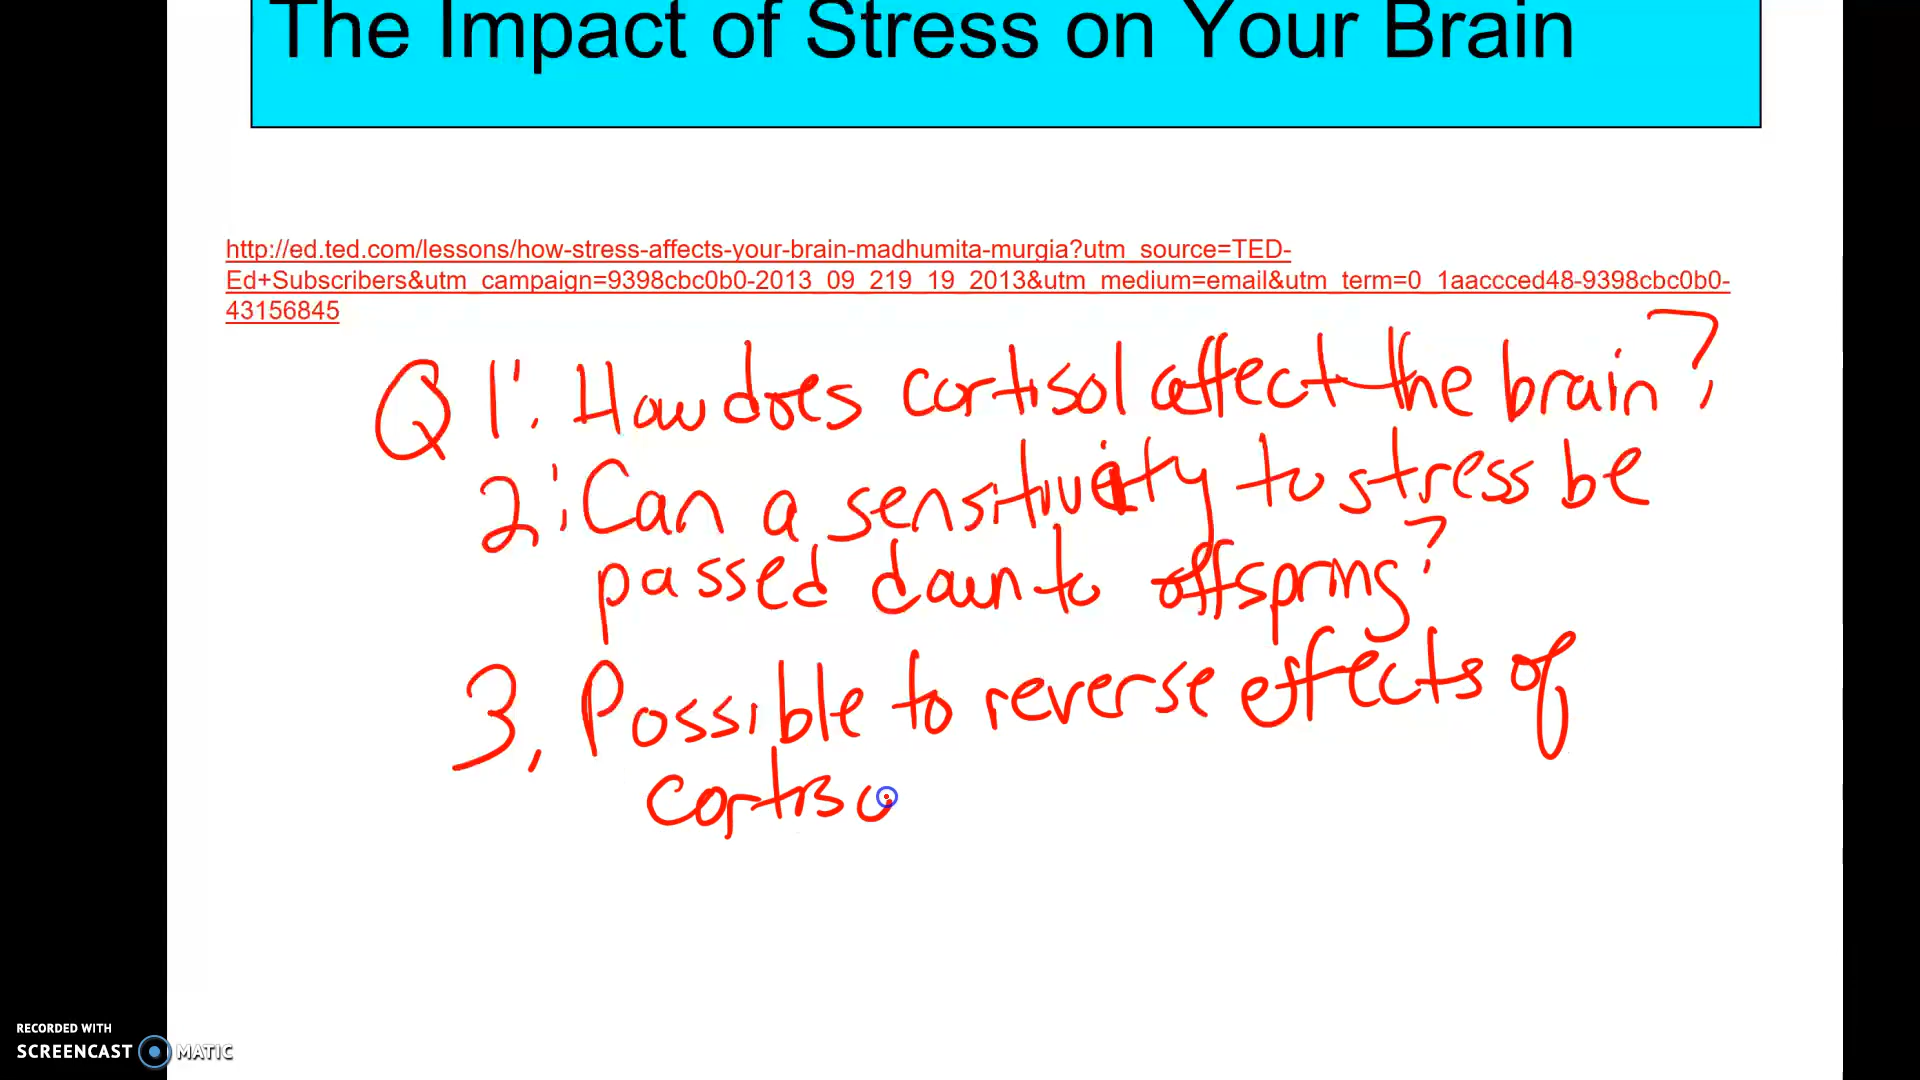 The Impact of Stress on Your Brain
http://ed.ted.com/lessons/how-stress-affects-your-brain-madhumita-murgia?utm_source=TED-
Ed+Subscribers&utm_campaign=9398cbc0b0-2013_09_219_19_2013&utm_medium=email&utm_term=0_1aaccced48-9398cbc0b0-
43156845
Q 1: How does cortisol affect the brain?
2: Can a sensitivity to stress be
passed down to offspring?
3, Possible to reverse effects of
cortiso
RECORDED WITH
SCREENCAST MATIC